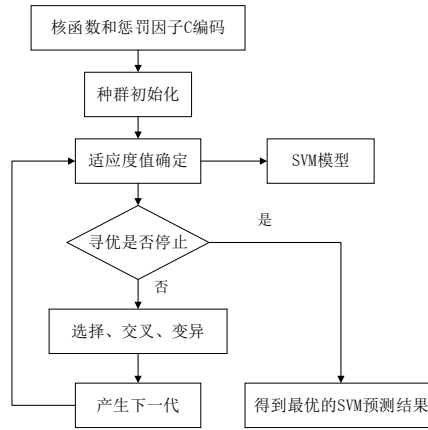 核函数和惩罚因子C编码
种群初始化
适应度值确定
SVM模型
寻优是否停止
是
否
选择、交叉、变异
产生下一代
得到最优的SVM预测结果